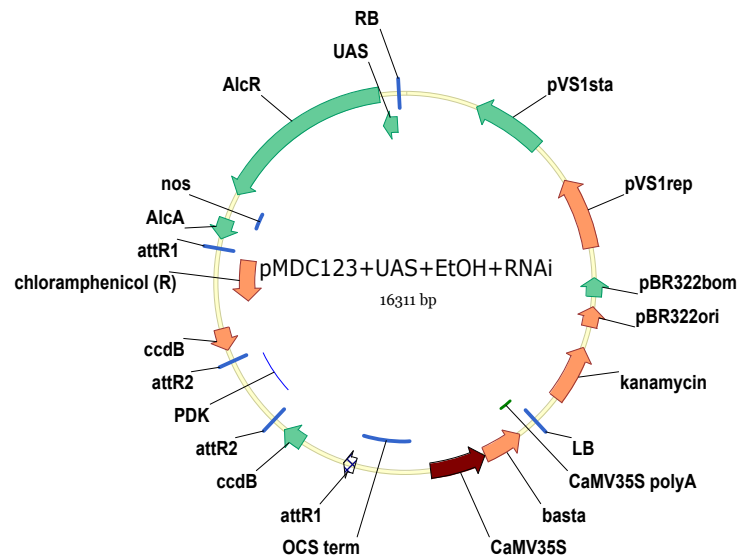 RB
UAS
AlcR
pVS1sta
nos
pVS1rep
AlcA
attR1
pMDC123+UAS+EtOH+RNAi
chloramphenicol (R)
pBR322bom
16311 bp
pBR322ori
ccdB
attR2
kanamycin
PDK
attR2
LB
ccdB
CaMV35S polyA
attR1
basta
OCS term
CaMV35S